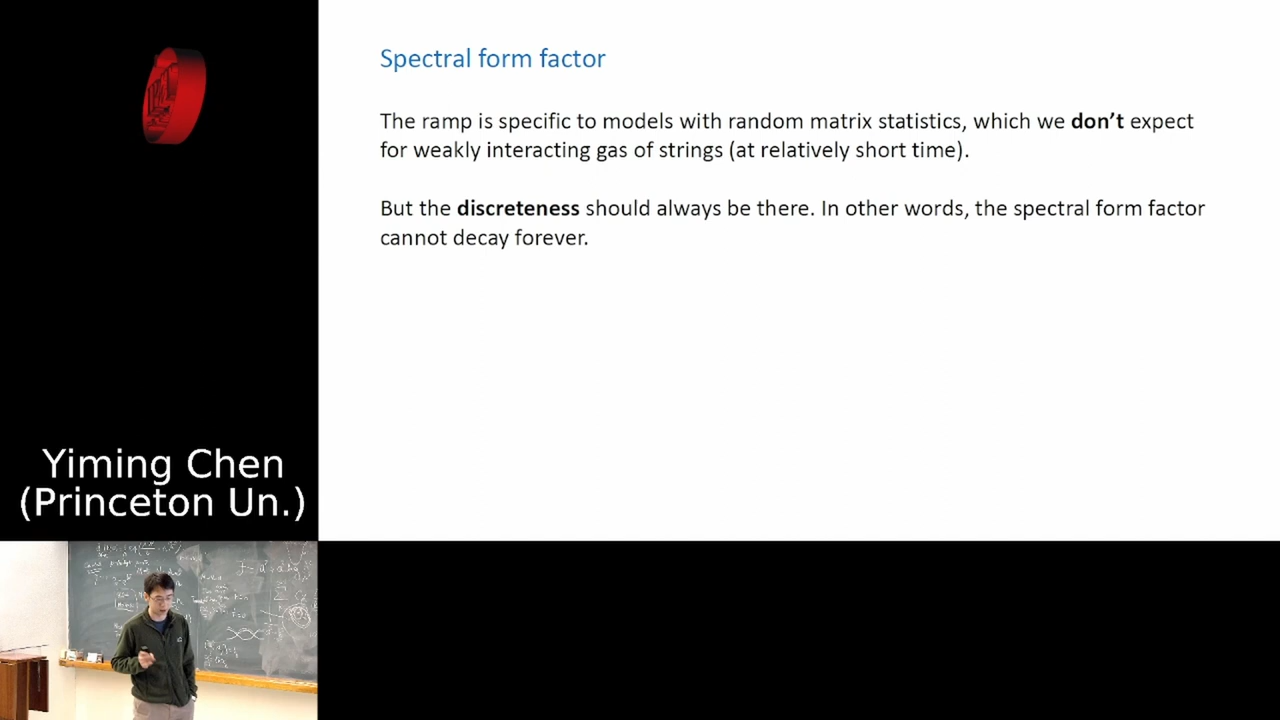 Spectral form factor
The ramp is specific to models with random matrix statistics, which we don't expect
for weakly interacting gas of strings (at relatively short time).
But the discreteness should always be there. In other words, the spectral form factor
cannot decay forever.
Yiming Chen
(Princeton Un.)